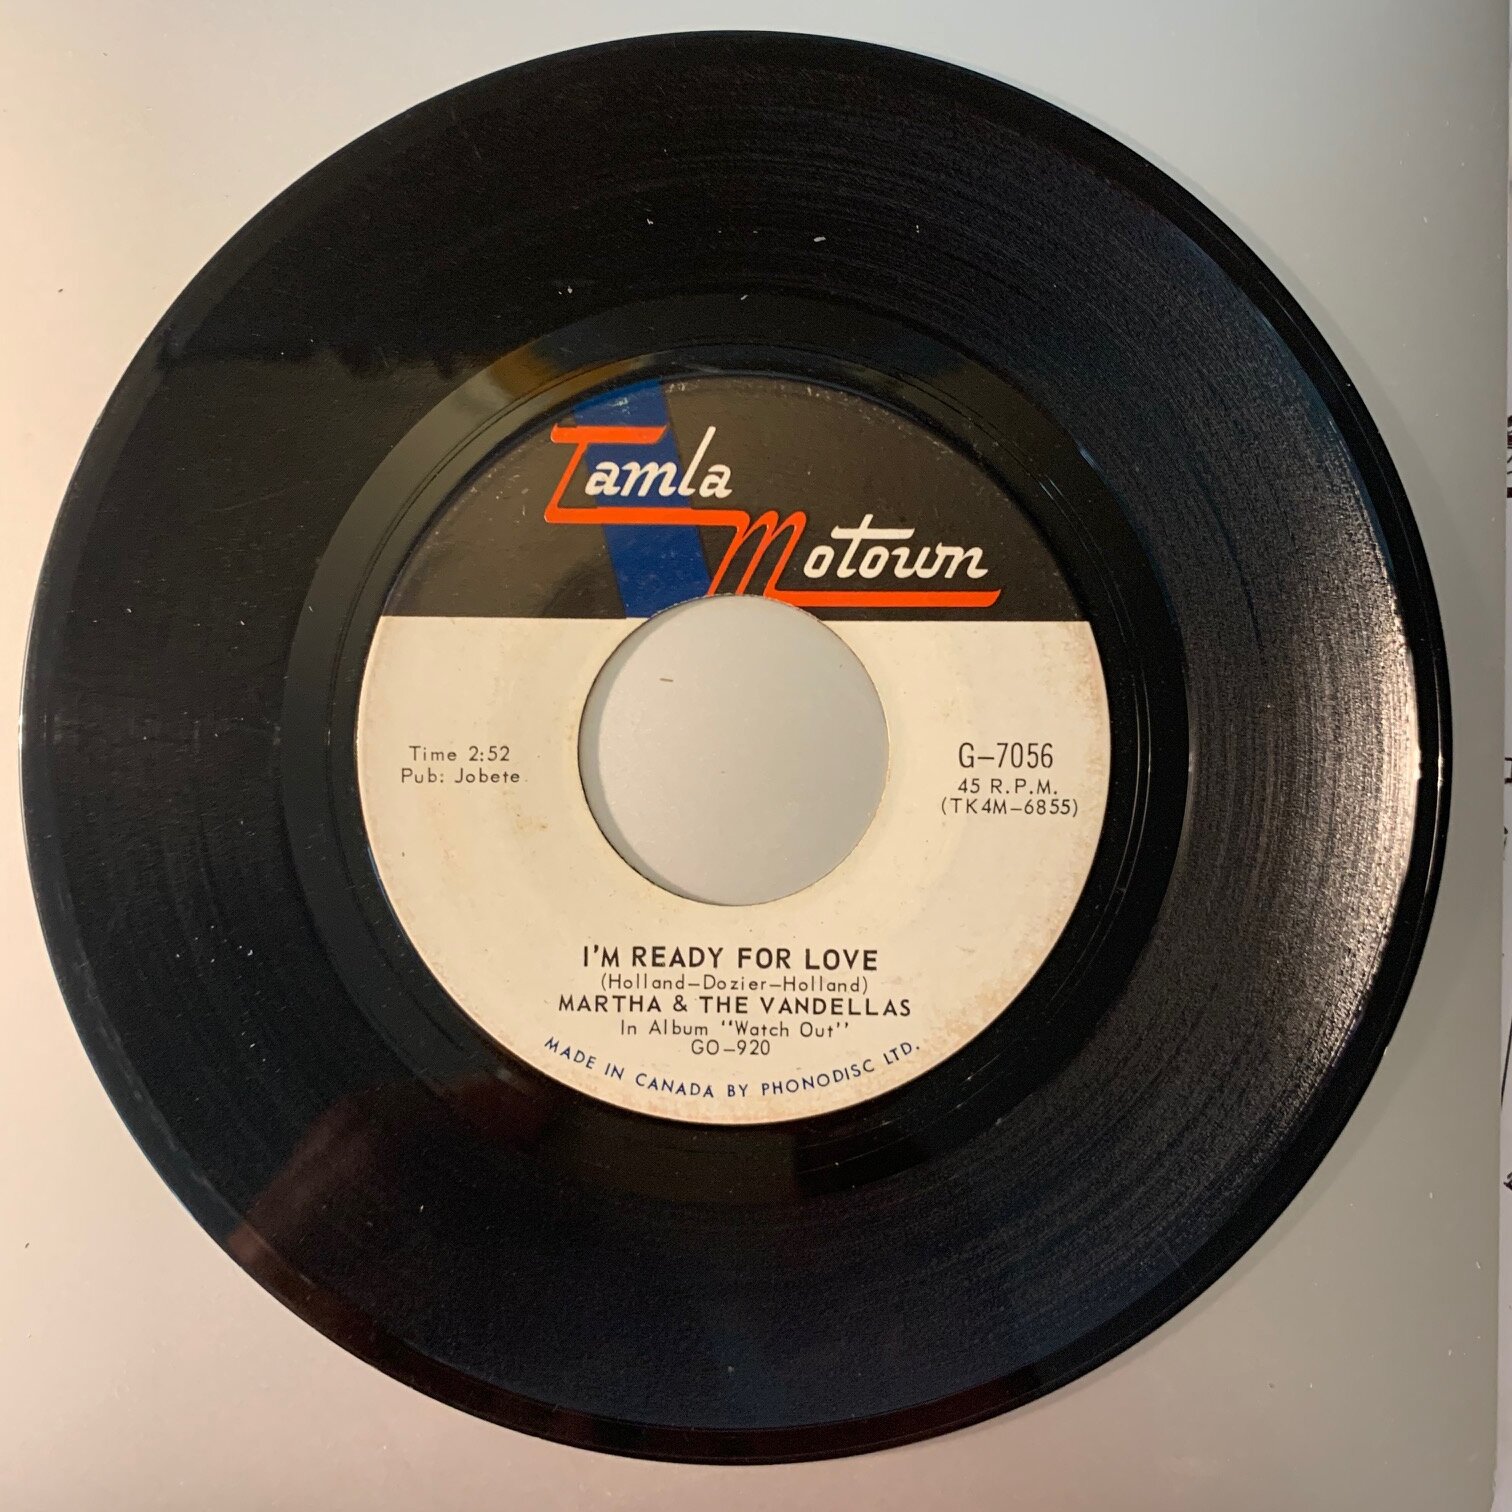 Tamla
Motown
Time 2:52
Pub: Jobete
G-7056
45 R.P.M.
(TK4M-6855)
I'M READY FOR LOVE
(Holland-Dozier-Holland)
MARTHA & THE VANDELLAS
In Album "Watch Out"
GO-920
MADE IN CANADA BY PHONODISC LTD.